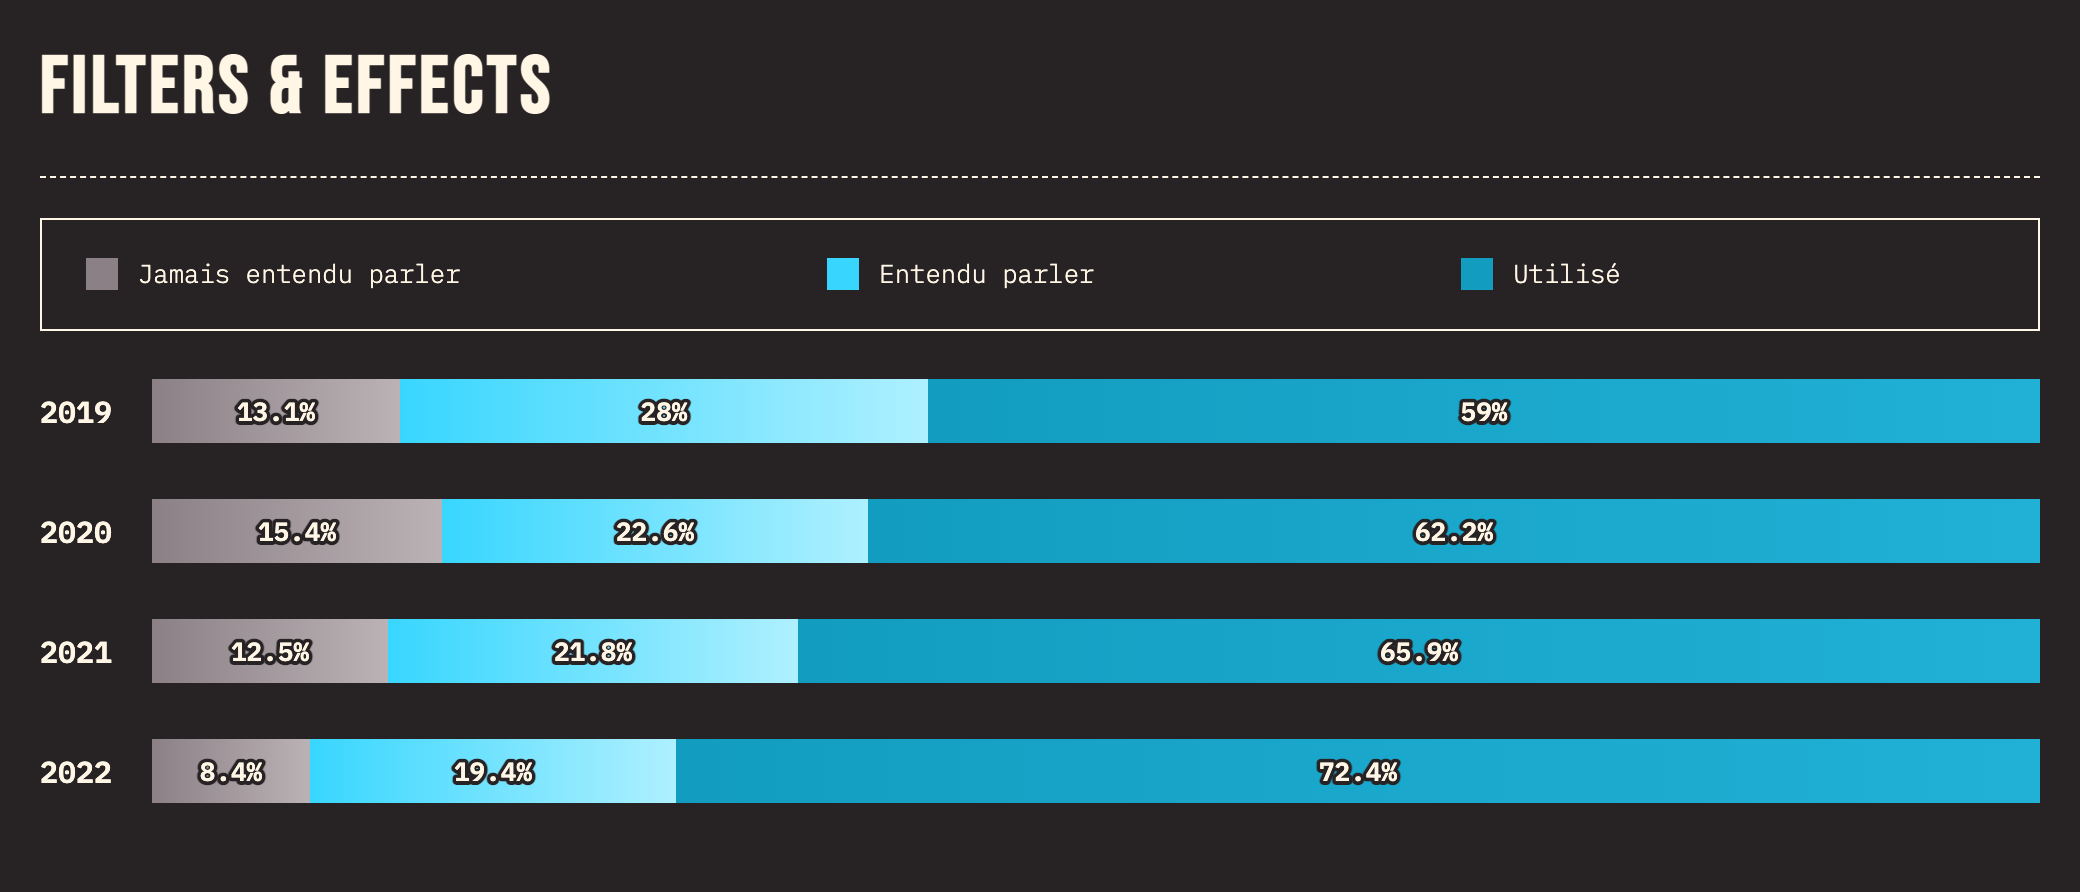 FILTERS & EFFECTS
Jamais entendu parler Entendu parler Utilisé
2019 13.1% 28% 59%
2020 15.4% 22.6% 62.2%
2021 12.5% 21.8% 65.9%
2022 8.4% 19.4% 72.4%